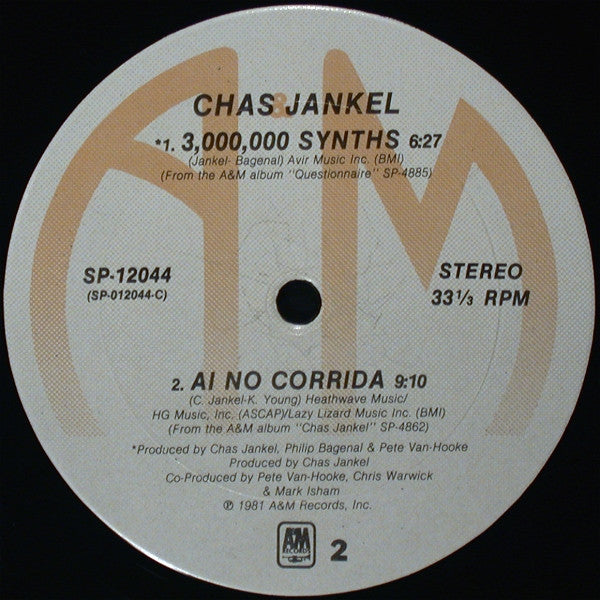 CHAS JANKEL
*1. 3,000,000 SYNTHS 6:27
(Jankel- Bagenal) Avir Music Inc. (BMI)
(From the A&M album "Questionnaire" SP-4885)
SP-12044
(SP-012044-C)
STEREO
33 1/3 RPM
2. AI NO CORRIDA 9:10
(C. Jankel-K. Young) Heathwave Music/
HG Music, Inc. (ASCAP)/Lazy Lizard Music Inc. (BMI)
(From the A&M album "Chas Jankel" SP-4862)
*Produced by Chas Jankel, Philip Bagenal & Pete Van-Hooke
Produced by Chas Jankel
Co-Produced by Pete Van-Hooke, Chris Warwick
& Mark Isham
℗ 1981 A&M Records, Inc.
A&M
RECORDS
2
A&M